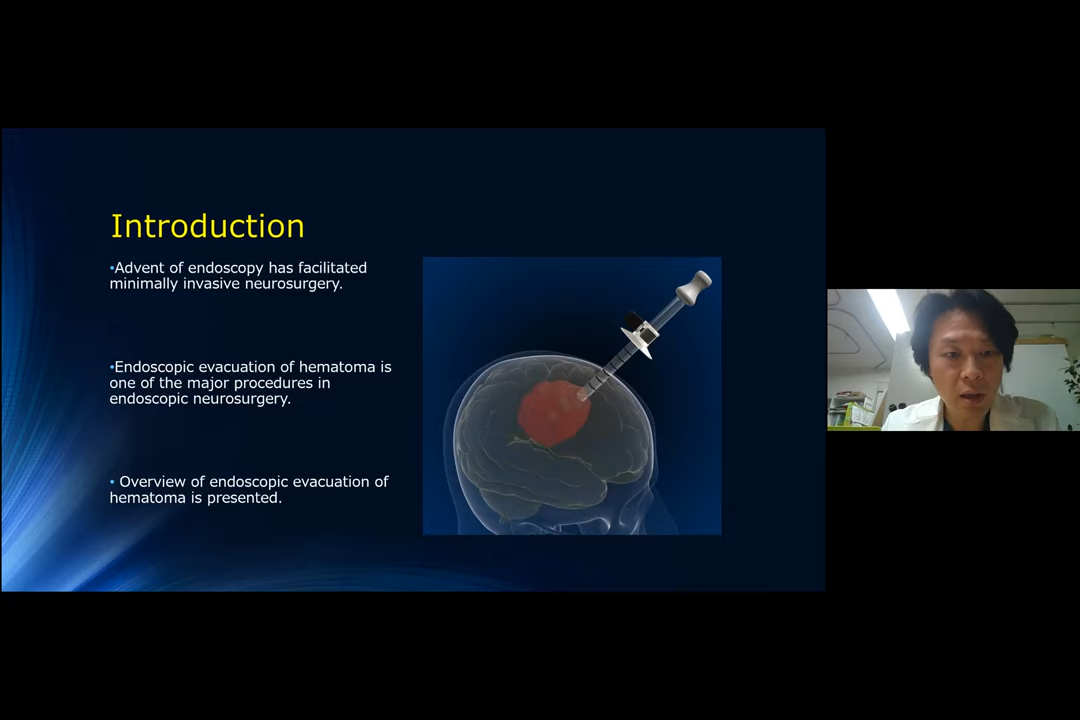 Introduction
•Advent of endoscopy has facilitated
minimally invasive neurosurgery.
•Endoscopic evacuation of hematoma is
one of the major procedures in
endoscopic neurosurgery.
• Overview of endoscopic evacuation of
hematoma is presented.